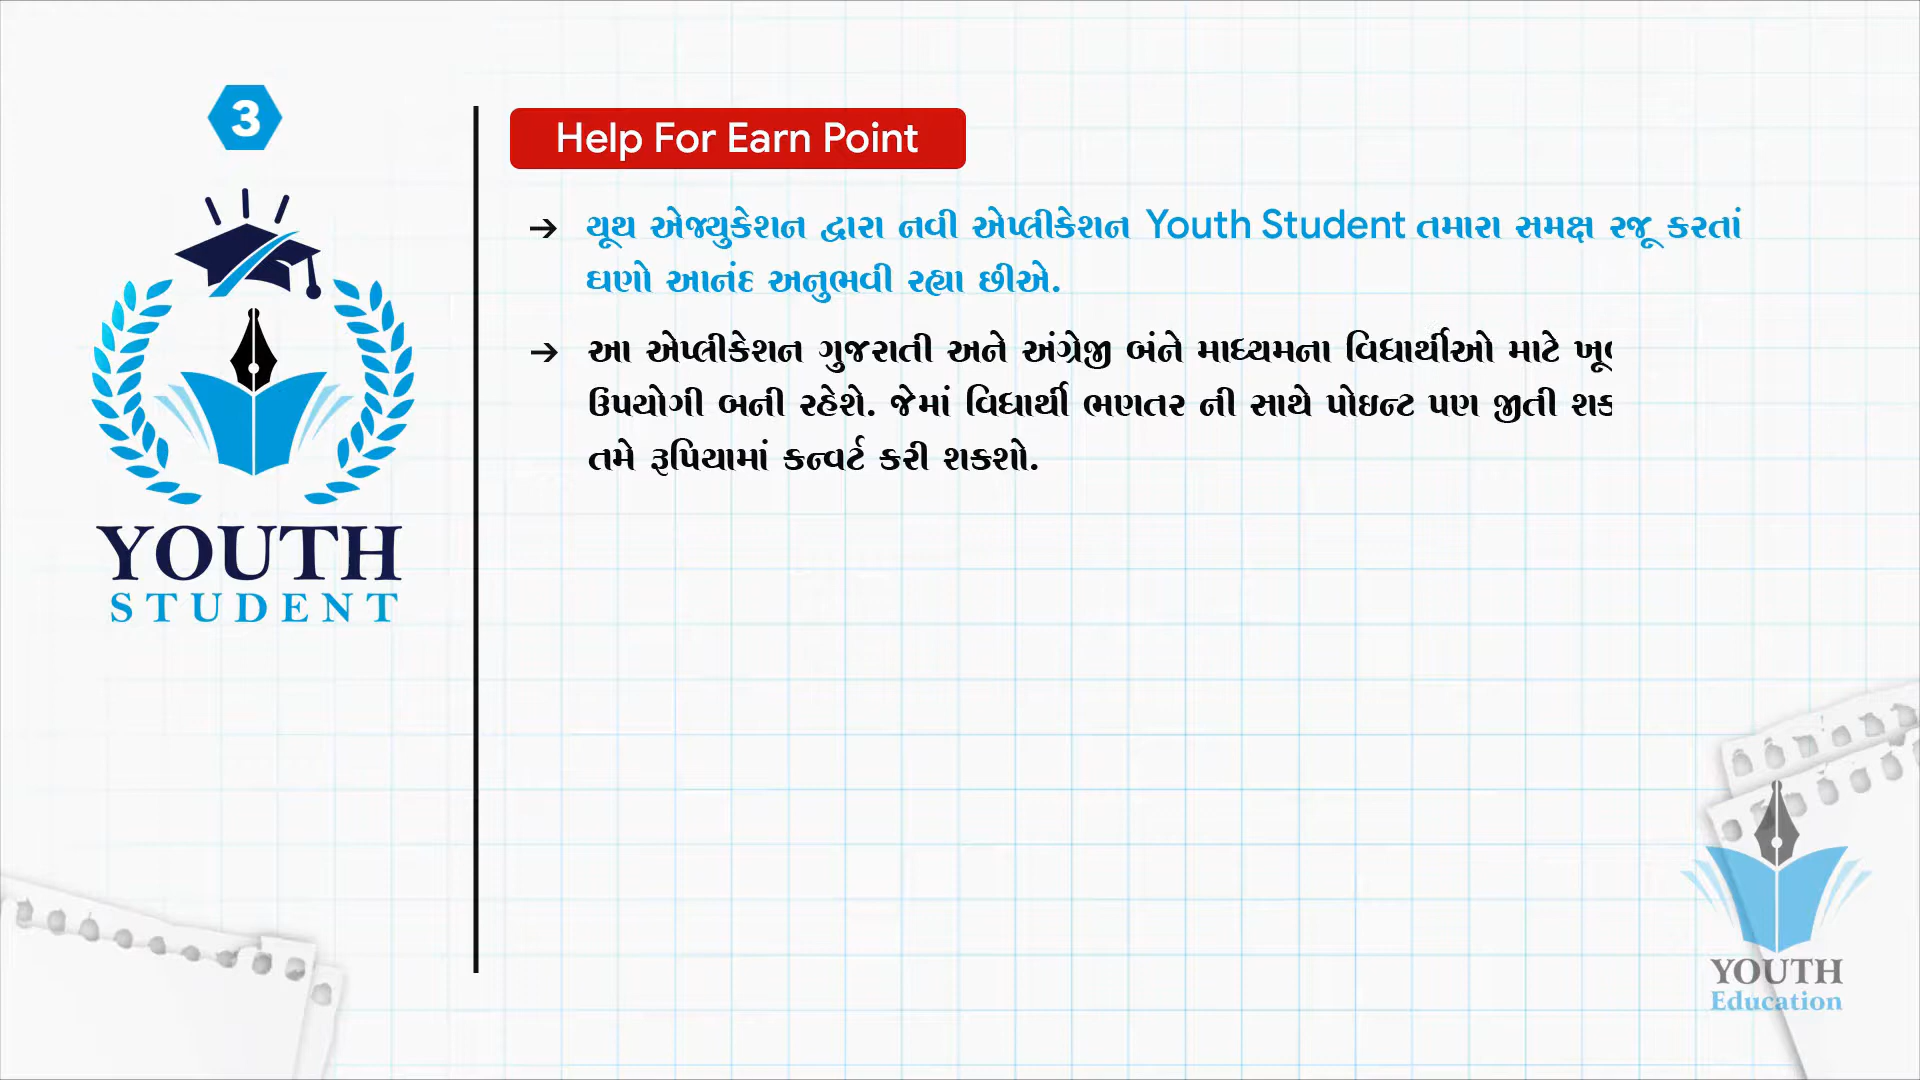 3
Help For Earn Point
→ યૂથ એજ્યુકેશન દ્વારા નવી એપ્લીકેશન Youth Student તમારા સમક્ષ રજૂ કરતાં
ઘણો આનંદ અનુભવી રહ્યા છીએ.
→ આ એપ્લીકેશન ગુજરાતી અને અંગ્રેજી બંને માધ્યમના વિધાર્થીઓ માટે
ઉપયોગી બની રહેશે. જેમાં વિધાર્થી ભણતર ની સાથે પોઇન્ટ પણ જીતી
તમે રૂપિયામાં કન્વર્ટ કરી શકશો.
YOUTH
STUDENT
YOUTH
Education